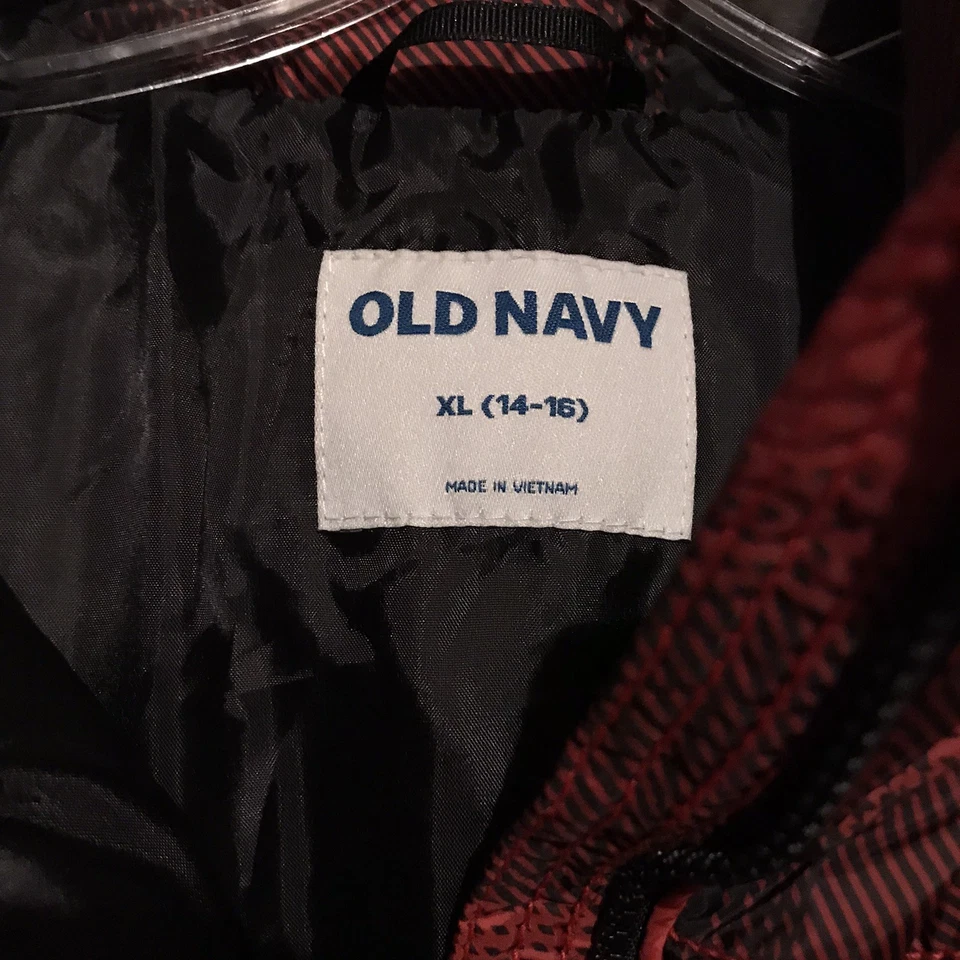 OLD NAVY
XL (14-16)
MADE IN VIETNAM